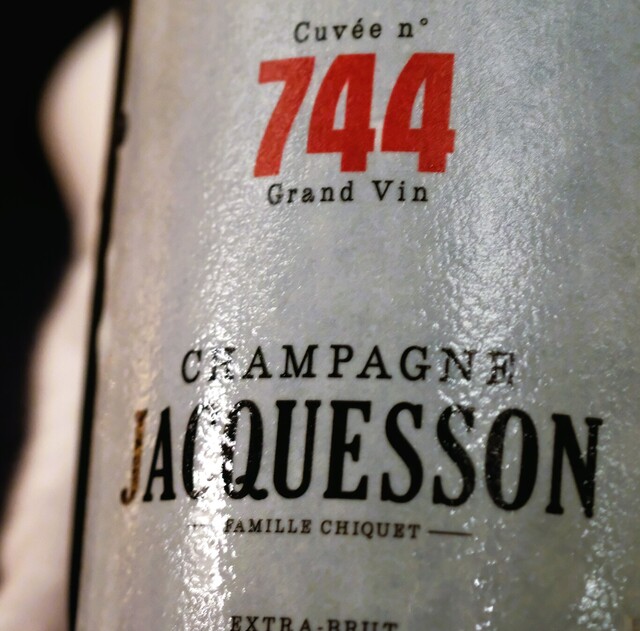 Cuvée n°
744
Grand Vin
CHAMPAGNE
JACQUESSON
FAMILLE CHIQUET
EXTRA-BRUT